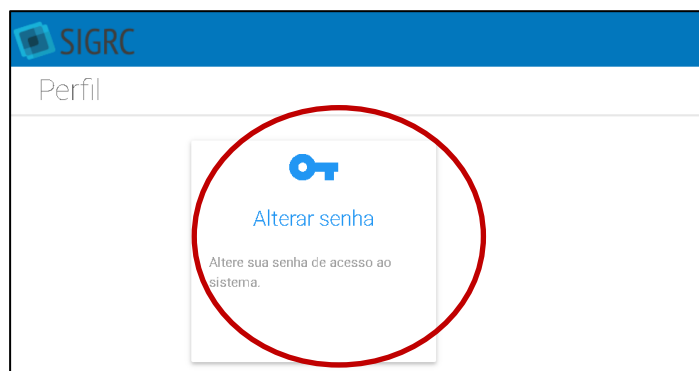 SIGRC
Perfil
Alterar senha
Altere sua senha de acesso ao
sistema.